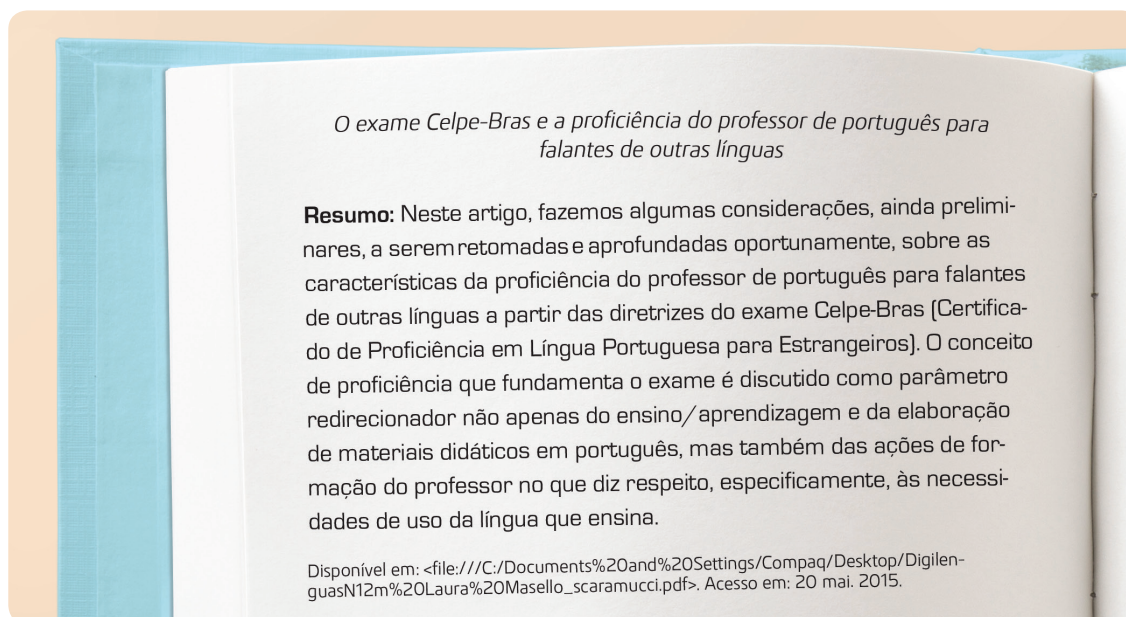 O exame Celpe-Bras e a proficiência do professor de português para
falantes de outras línguas
Resumo: Neste artigo, fazemos algumas considerações, ainda prelimi-
nares, a serem retomadas e aprofundadas oportunamente, sobre as
características da proficiência do professor de português para falantes
de outras línguas a partir das diretrizes do exame Celpe-Bras (Certifica-
do de Proficiência em Língua Portuguesa para Estrangeiros). O conceito
de proficiência que fundamenta o exame é discutido como parâmetro
redirecionador não apenas do ensino/aprendizagem e da elaboração
de materiais didáticos em português, mas também das ações de for-
mação do professor no que diz respeito, especificamente, às necessi-
dades de uso da língua que ensina.
Disponível em: <file:///C:/Documents%20and%20Settings/Compaq/Desktop/Digilen-
guasN12m%20Laura%20Masello_scaramucci.pdf>. Acesso em: 20 mai. 2015.